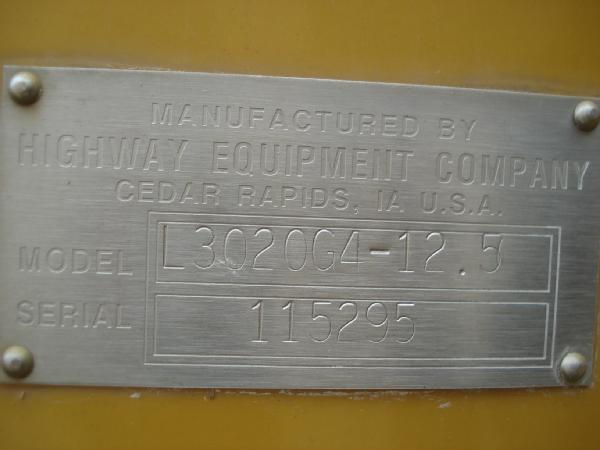 MANUFACTURED BY
HIGHWAY EQUIPMENT COMPANY
CEDAR RAPIDS, IA U.S.A.
MODEL L3020G4-12.5
SERIAL 115295